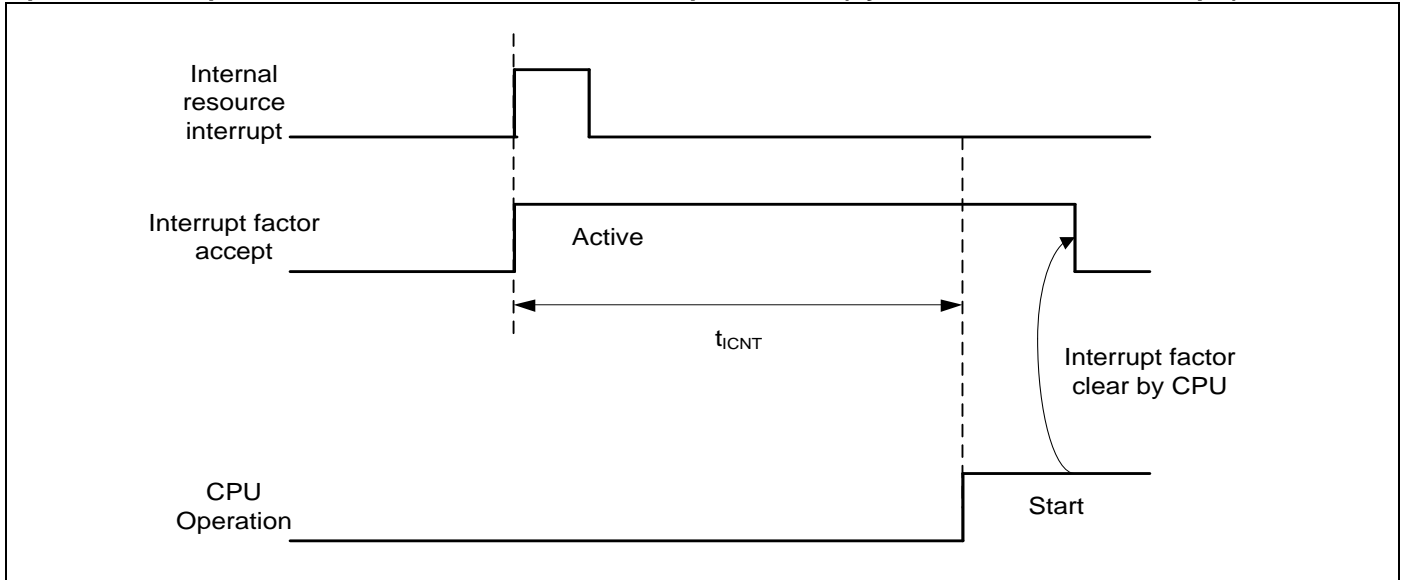 Internal
resource
interrupt
Interrupt factor
accept
Active
tICNT
Interrupt factor
clear by CPU
CPU
Operation
Start